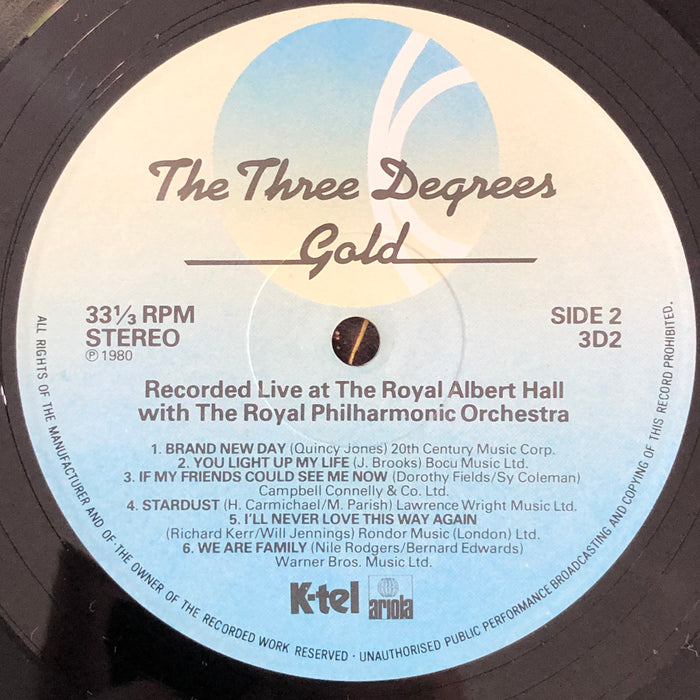 The Three Degrees
Gold
33⅓ RPM
STEREO
℗ 1980
SIDE 2
3D2
Recorded Live at The Royal Albert Hall
with The Royal Philharmonic Orchestra
1. BRAND NEW DAY (Quincy Jones) 20th Century Music Corp.
2. YOU LIGHT UP MY LIFE (J. Brooks) Bocu Music Ltd.
3. IF MY FRIENDS COULD SEE ME NOW (Dorothy Fields/Sy Coleman)
Campbell Connelly & Co. Ltd.
4. STARDUST (H. Carmichael/M. Parish) Lawrence Wright Music Ltd.
5. I'LL NEVER LOVE THIS WAY AGAIN
(Richard Kerr/Will Jennings) Rondor Music (London) Ltd.
6. WE ARE FAMILY (Nile Rodgers/Bernard Edwards)
Warner Bros. Music Ltd.
K-tel
ariola
ALL RIGHTS OF THE MANUFACTURER AND OF THE OWNER OF THE RECORDED WORK RESERVED · UNAUTHORISED PUBLIC PERFORMANCE BROADCASTING AND COPYING OF THIS RECORD PROHIBITED.